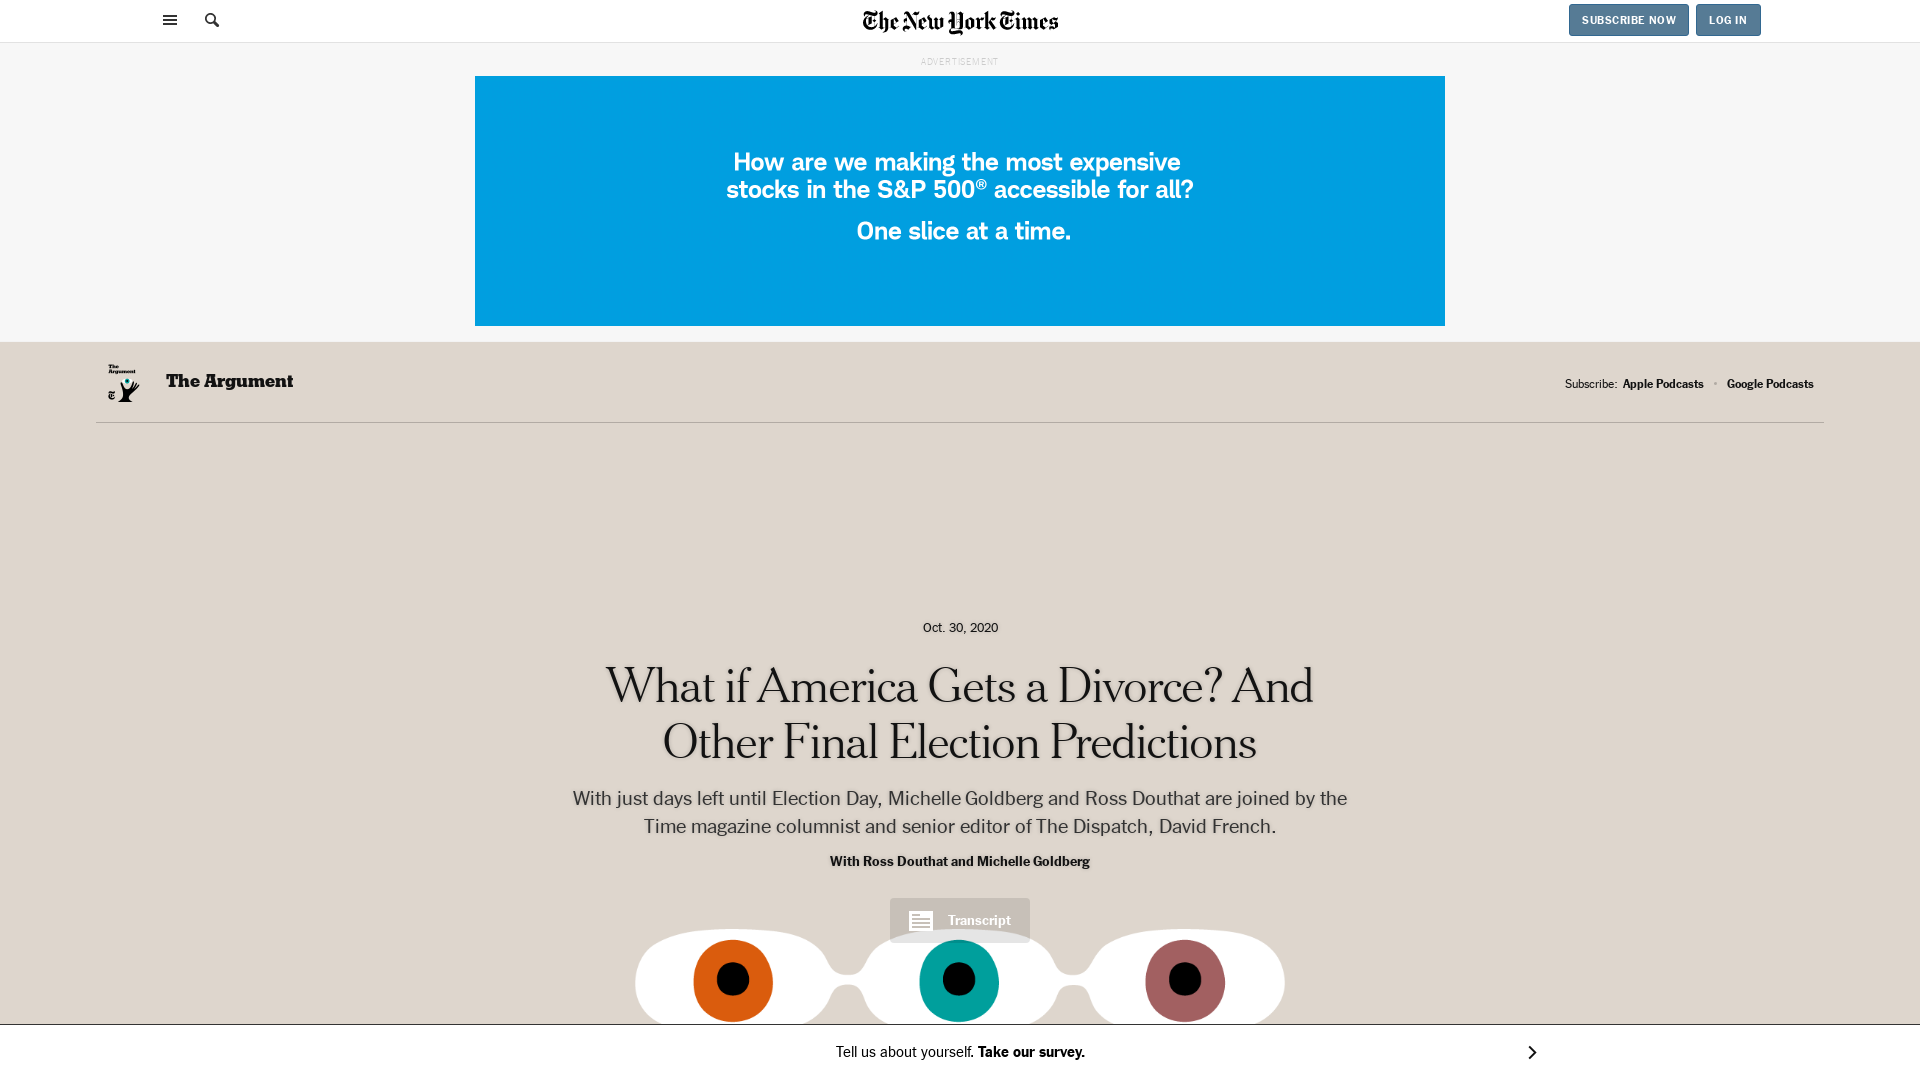 The New York Times
SUBSCRIBE NOW
LOG IN
ADVERTISEMENT
How are we making the most expensive
stocks in the S&P 500® accessible for all?
One slice at a time.
The
Argument
T
The Argument
Subscribe: Apple Podcasts • Google Podcasts
Oct. 30, 2020
What if America Gets a Divorce? And
Other Final Election Predictions
With just days left until Election Day, Michelle Goldberg and Ross Douthat are joined by the
Time magazine columnist and senior editor of The Dispatch, David French.
With Ross Douthat and Michelle Goldberg
Transcript
Tell us about yourself. Take our survey.